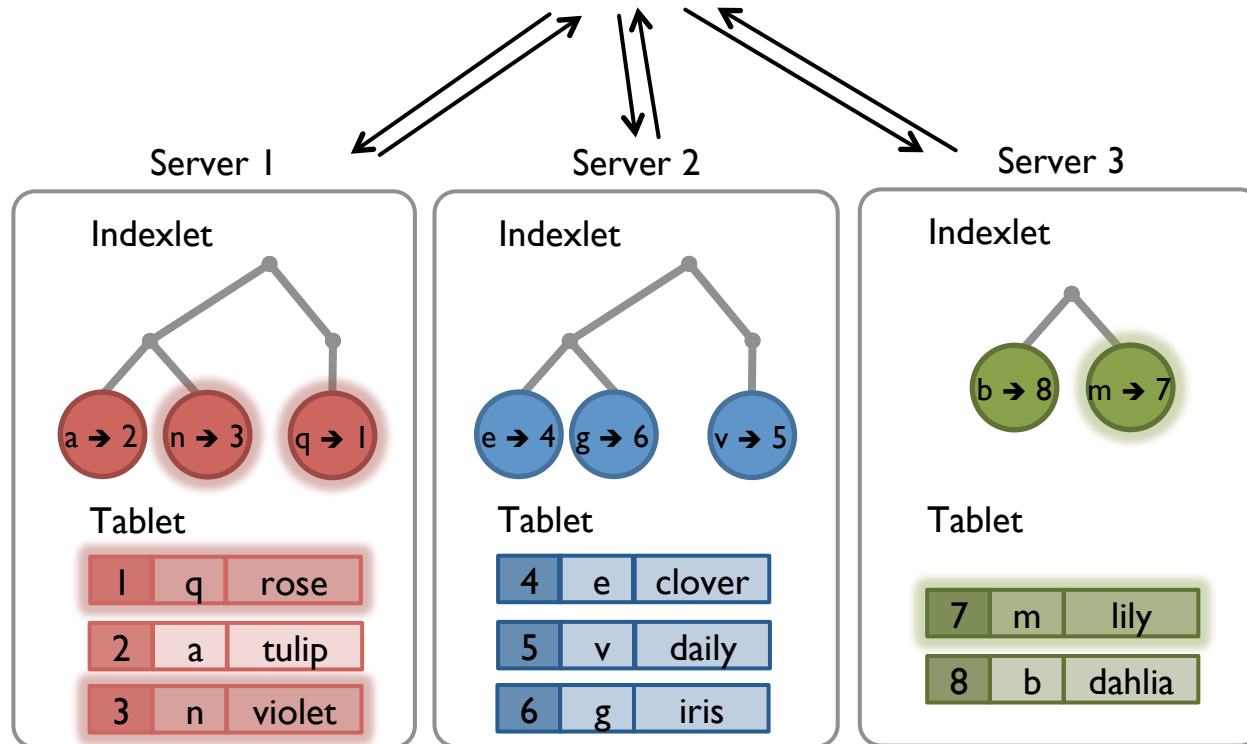 Server 1
Indexlet
a → 2
n → 3
q → 1
Tablet
1 q rose
2 a tulip
3 n violet
Server 2
Indexlet
e → 4
g → 6
v → 5
Tablet
4 e clover
5 v daily
6 g iris
Server 3
Indexlet
b → 8
m → 7
Tablet
7 m lily
8 b dahlia